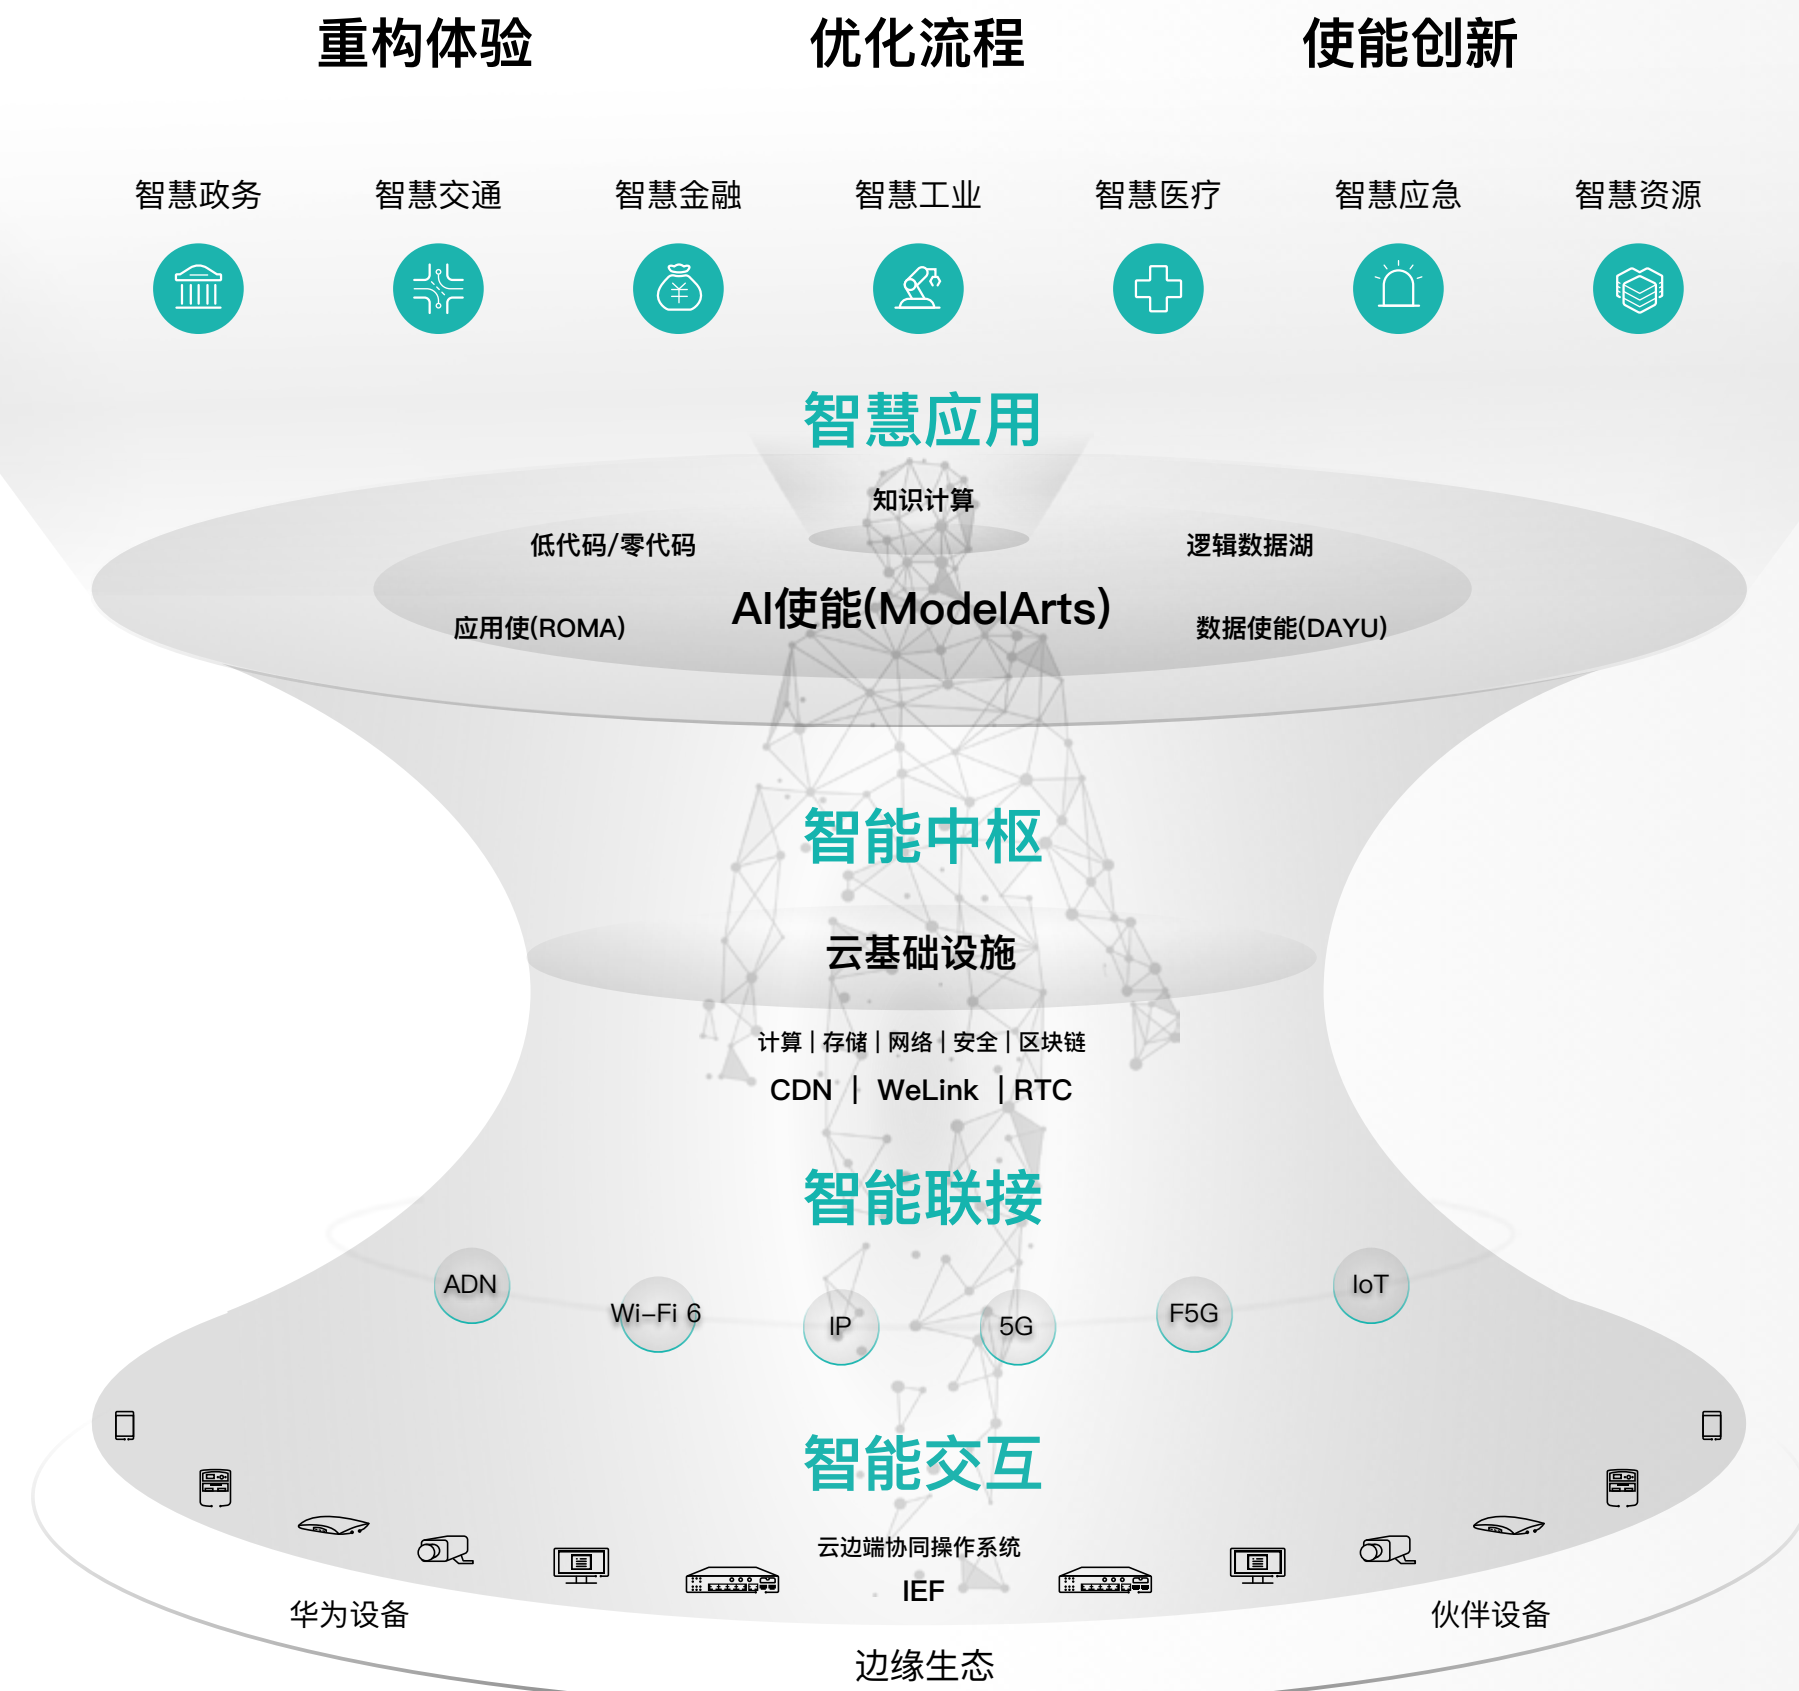 重构体验 优化流程 使能创新
智慧政务 智慧交通 智慧金融 智慧工业 智慧医疗 智慧应急 智慧资源
智慧应用
知识计算
低代码/零代码 逻辑数据湖
AI使能(ModelArts)
应用使(ROMA) 数据使能(DAYU)
智能中枢
云基础设施
计算 | 存储 | 网络 | 安全 | 区块链
CDN | WeLink | RTC
智能联接
ADN Wi-Fi 6 IP 5G F5G IoT
智能交互
云边端协同操作系统
IEF
华为设备 伙伴设备
边缘生态